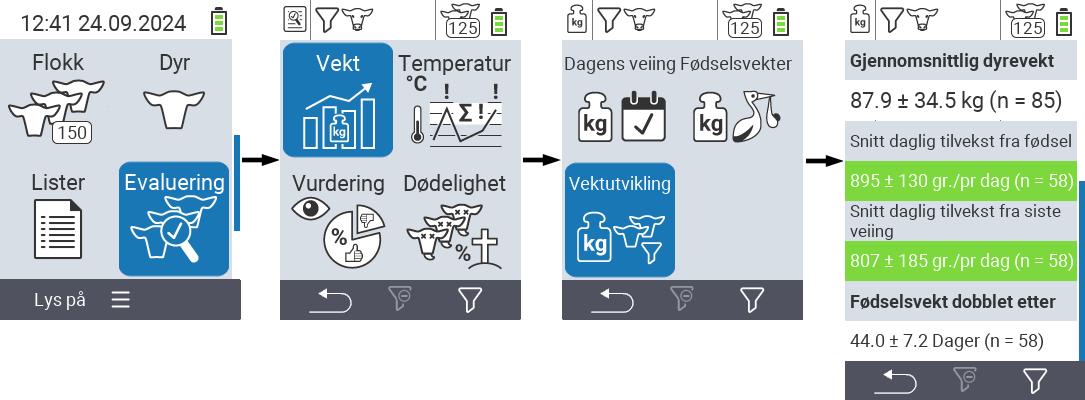 12:41 24.09.2024
Flokk
Dyr
150
Lister
Evaluering
Lys på
125
Vekt
Temperatur
°C
! !
Σ!
kg
Vurdering
Dødelighet
%
%
kg
125
Dagens veiing
Fødselsvekter
kg
kg
Vektutvikling
kg
kg
125
Gjennomsnittlig dyrevekt
87.9 ± 34.5 kg (n = 85)
Snitt daglig tilvekst fra fødsel
895 ± 130 gr./pr dag (n = 58)
Snitt daglig tilvekst fra siste
veiing
807 ± 185 gr./pr dag (n = 58)
Fødselsvekt dobblet etter
44.0 ± 7.2 Dager (n = 58)